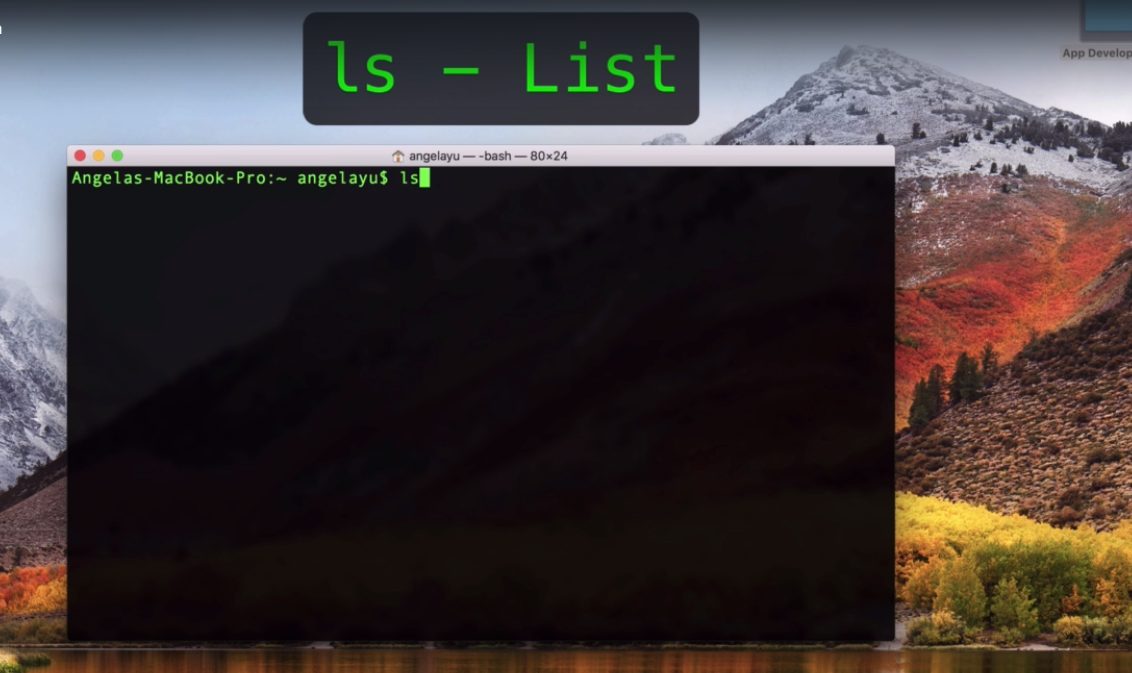 ls – List
App Develop
angelayu — -bash — 80×24
Angelas-MacBook-Pro:~ angelayu$ ls